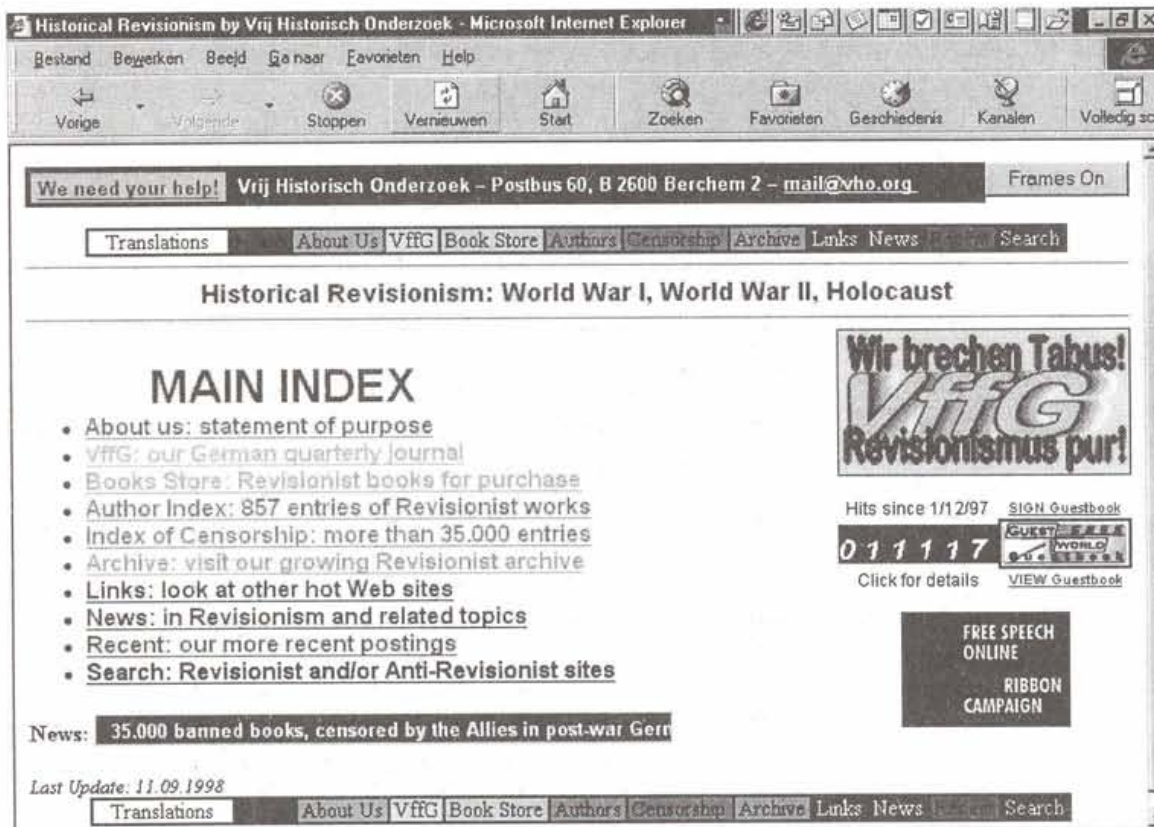 Historical Revisionism by Vrij Historisch Onderzoek - Microsoft Internet Explorer
Bestand Bewerken Beeld Ga naar Favorieten Help
Vorige Volgende Stoppen Vernieuwen Start Zoeken Favorieten Geschiedenis Kanalen Volledig sc
We need your help! Vrij Historisch Onderzoek – Postbus 60, B 2600 Berchem 2 – mail@vho.org Frames On
Translations About Us VffG Book Store Authors Censorship Archive Links News Recent Search
Historical Revisionism: World War I, World War II, Holocaust
Wir brechen Tabus!
VffG
Revisionismus pur!
MAIN INDEX
• About us: statement of purpose
• VffG: our German quarterly journal
• Books Store: Revisionist books for purchase
• Author Index: 857 entries of Revisionist works
• Index of Censorship: more than 35.000 entries
• Archive: visit our growing Revisionist archive
• Links: look at other hot Web sites
• News: in Revisionism and related topics
• Recent: our more recent postings
• Search: Revisionist and/or Anti-Revisionist sites
Hits since 1/12/97
011117
Click for details
SIGN Guestbook
GUEST
WORLD
VIEW Guestbook
FREE SPEECH
ONLINE
RIBBON
CAMPAIGN
News: 35.000 banned books, censored by the Allies in post-war Gern
Last Update: 11.09.1998
Translations About Us VffG Book Store Authors Censorship Archive Links News Recent Search